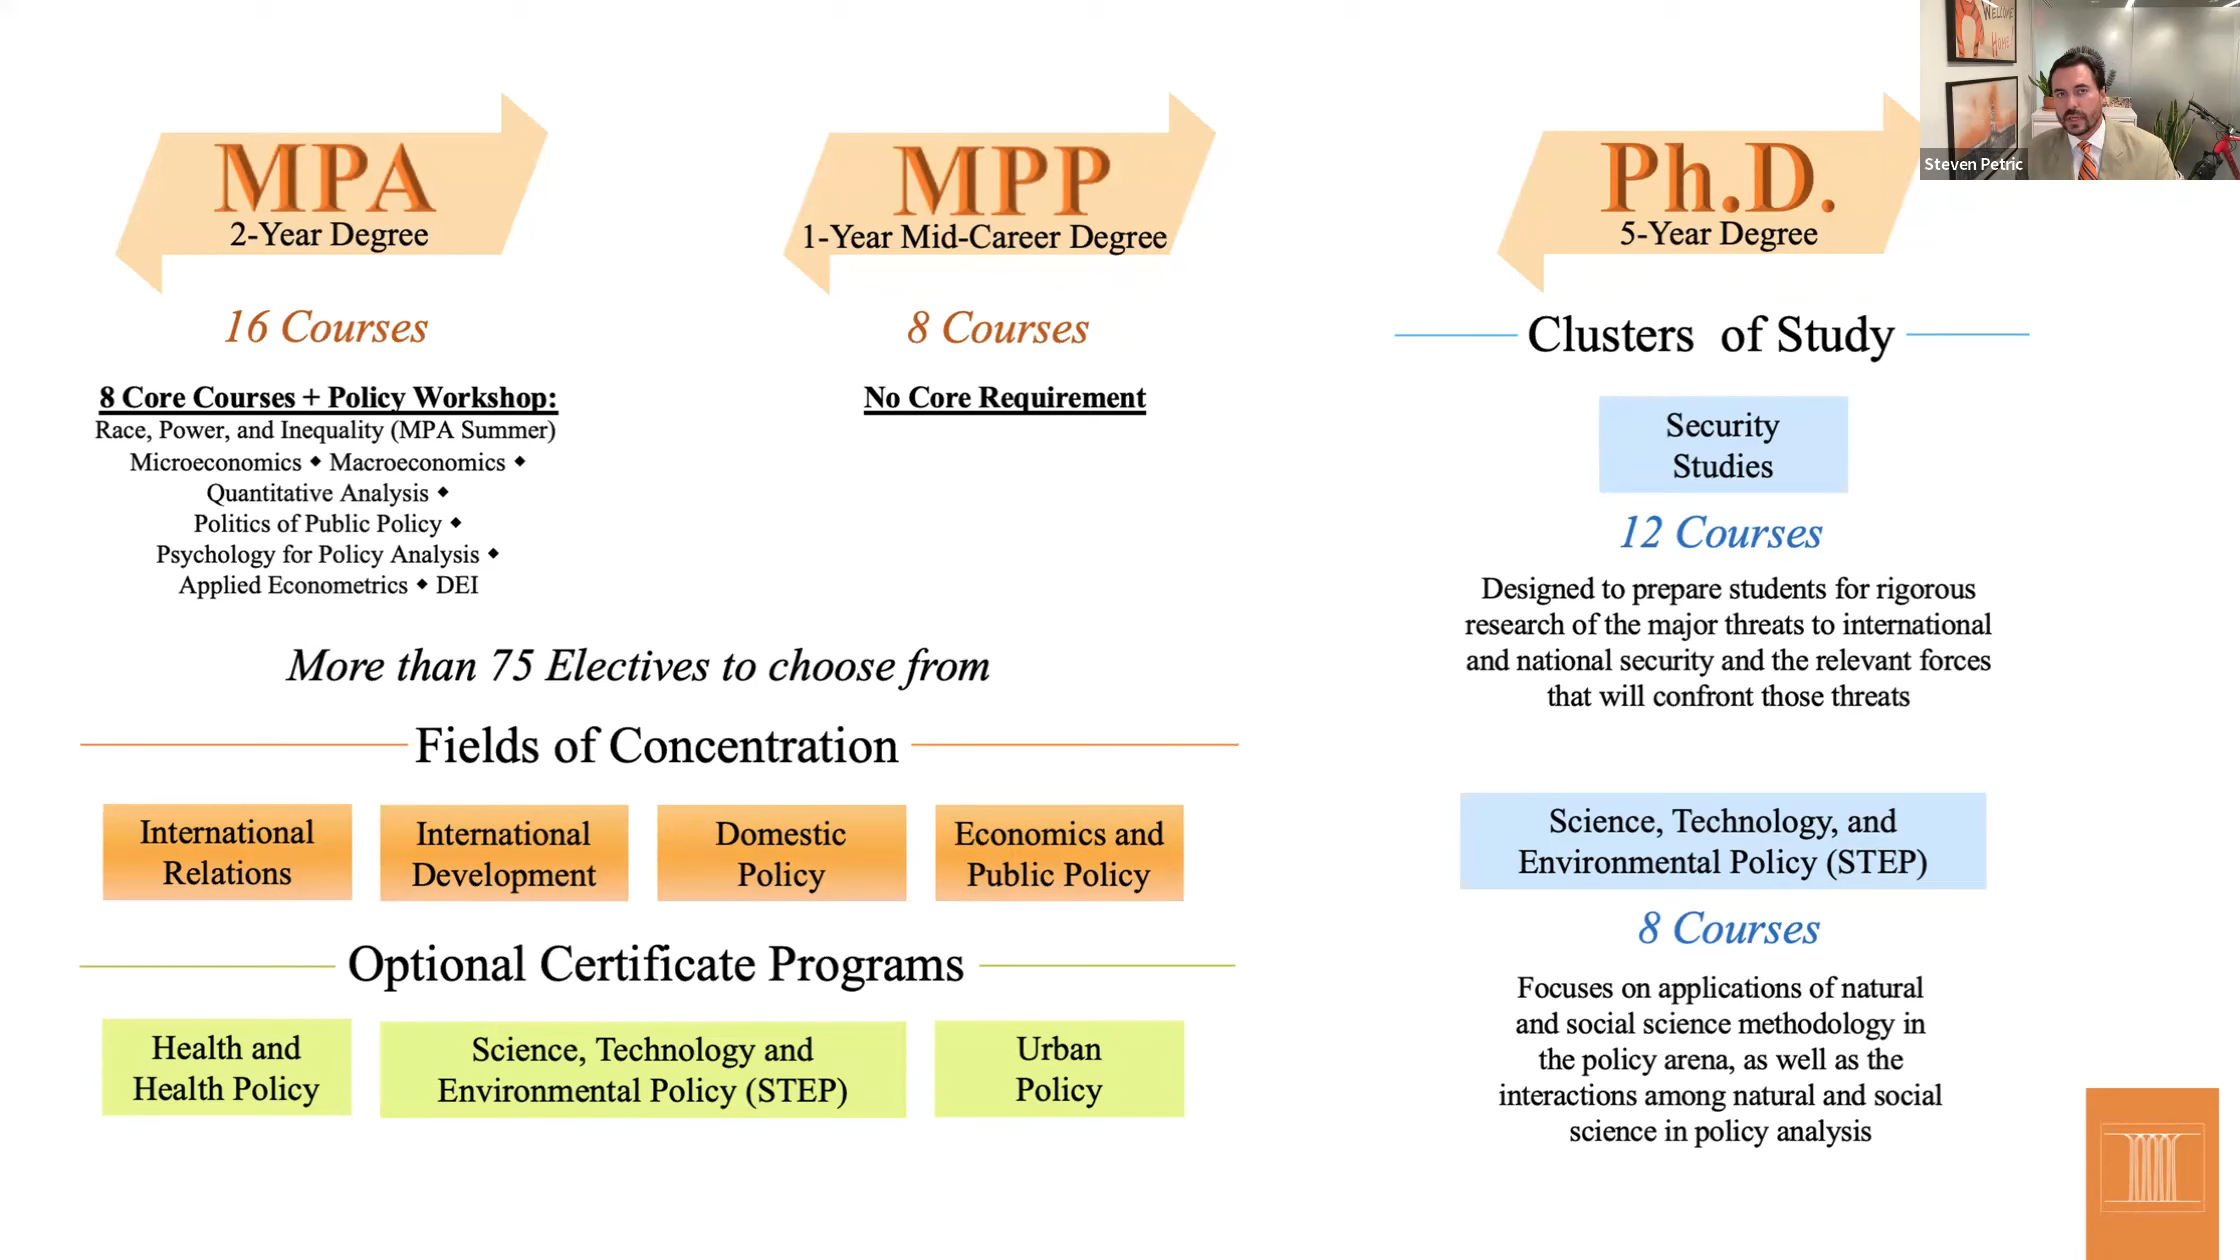 WELCOME
HOME!
Steven Petric
MPA
2-Year Degree
16 Courses
8 Core Courses + Policy Workshop:
Race, Power, and Inequality (MPA Summer)
Microeconomics ◆ Macroeconomics ◆
Quantitative Analysis ◆
Politics of Public Policy ◆
Psychology for Policy Analysis ◆
Applied Econometrics ◆ DEI
MPP
1-Year Mid-Career Degree
8 Courses
No Core Requirement
More than 75 Electives to choose from
Fields of Concentration
International
Relations
International
Development
Domestic
Policy
Economics and
Public Policy
Optional Certificate Programs
Health and
Health Policy
Science, Technology and
Environmental Policy (STEP)
Urban
Policy
Ph.D.
5-Year Degree
Clusters of Study
Security
Studies
12 Courses
Designed to prepare students for rigorous
research of the major threats to international
and national security and the relevant forces
that will confront those threats
Science, Technology, and
Environmental Policy (STEP)
8 Courses
Focuses on applications of natural
and social science methodology in
the policy arena, as well as the
interactions among natural and social
science in policy analysis